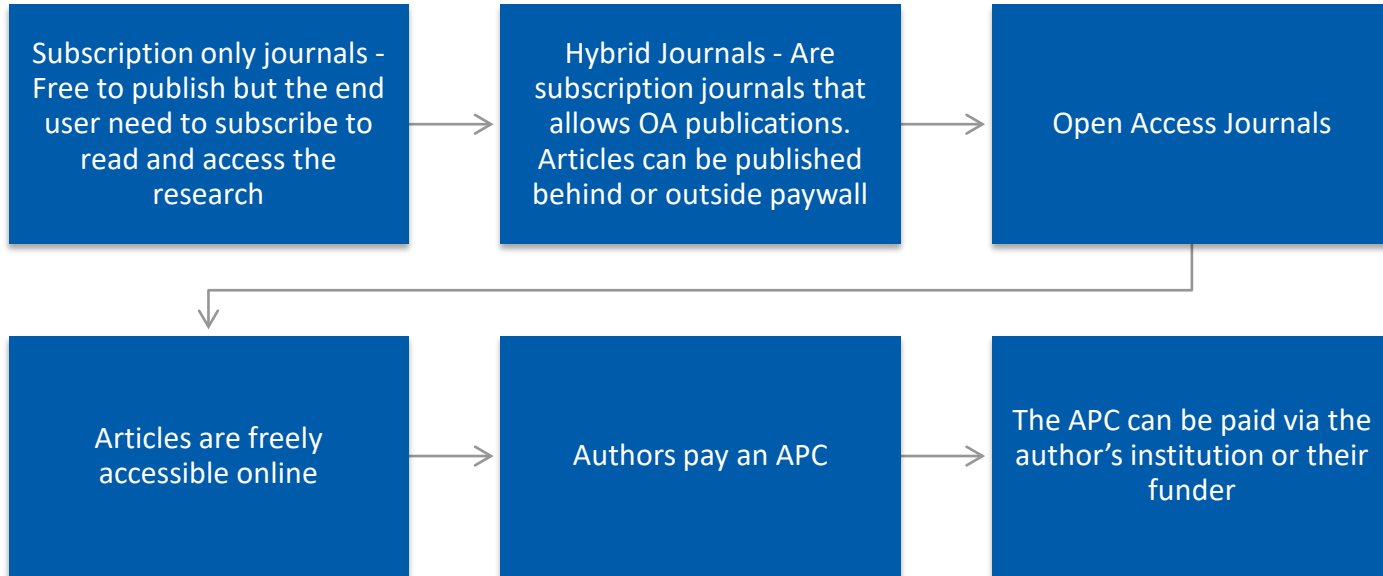 Subscription only journals -
Free to publish but the end
user need to subscribe to
read and access the
research
Hybrid Journals - Are
subscription journals that
allows OA publications.
Articles can be published
behind or outside paywall
Open Access Journals
Articles are freely
accessible online
Authors pay an APC
The APC can be paid via the
author’s institution or their
funder